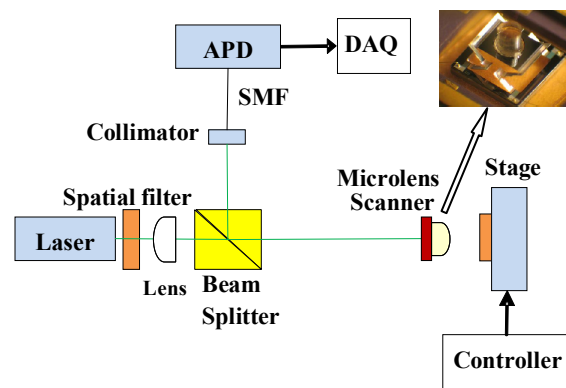 APD
DAQ
SMF
Collimator
Microlens
Scanner
Stage
Spatial filter
Laser
Lens
Beam
Splitter
Controller